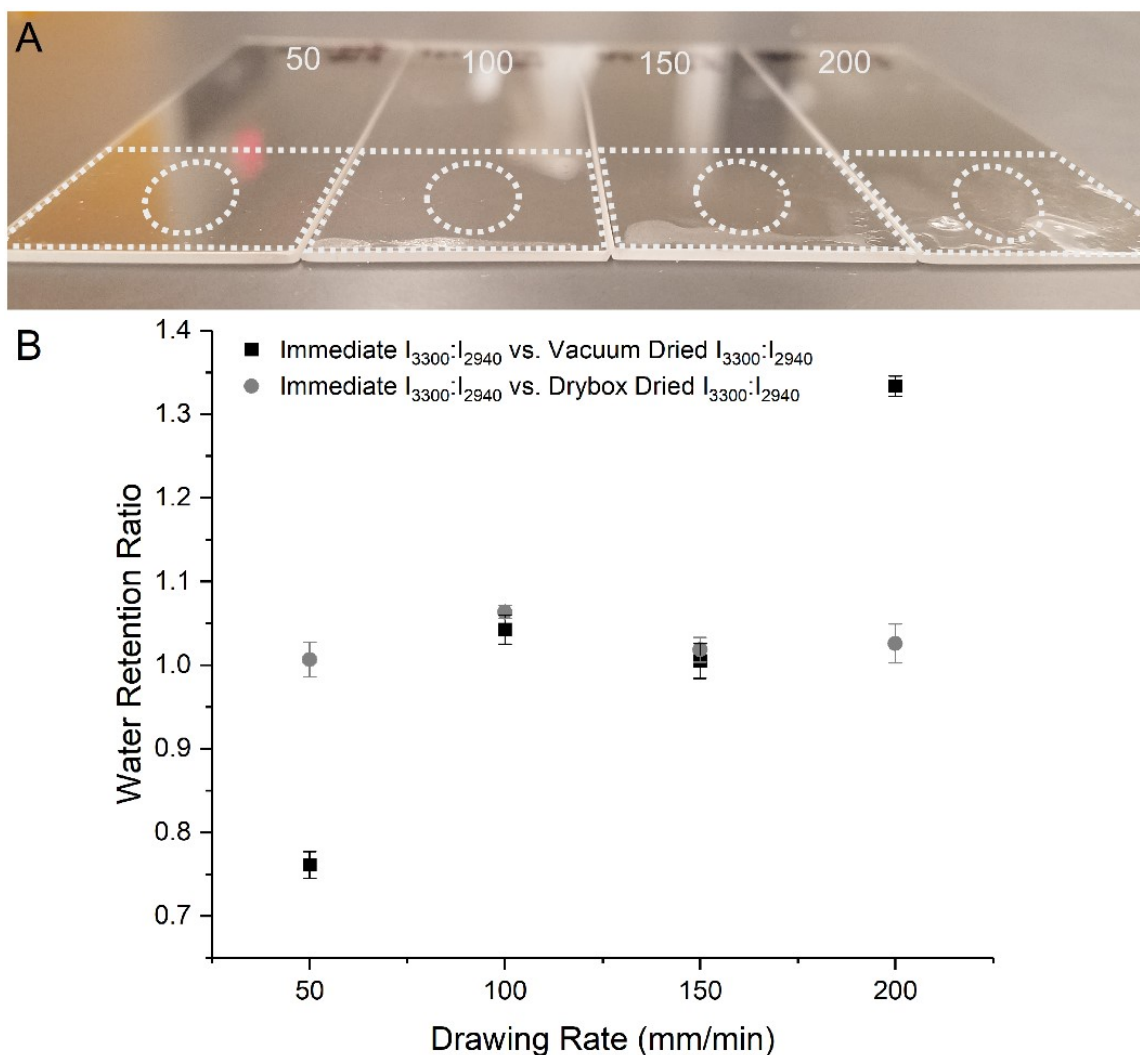 A
50 100 150 200
B
Immediate I₃₃₀₀:I₂₉₄₀ vs. Vacuum Dried I₃₃₀₀:I₂₉₄₀
Immediate I₃₃₀₀:I₂₉₄₀ vs. Drybox Dried I₃₃₀₀:I₂₉₄₀
Water Retention Ratio
1.4
1.3
1.2
1.1
1.0
0.9
0.8
0.7
50 100 150 200
Drawing Rate (mm/min)